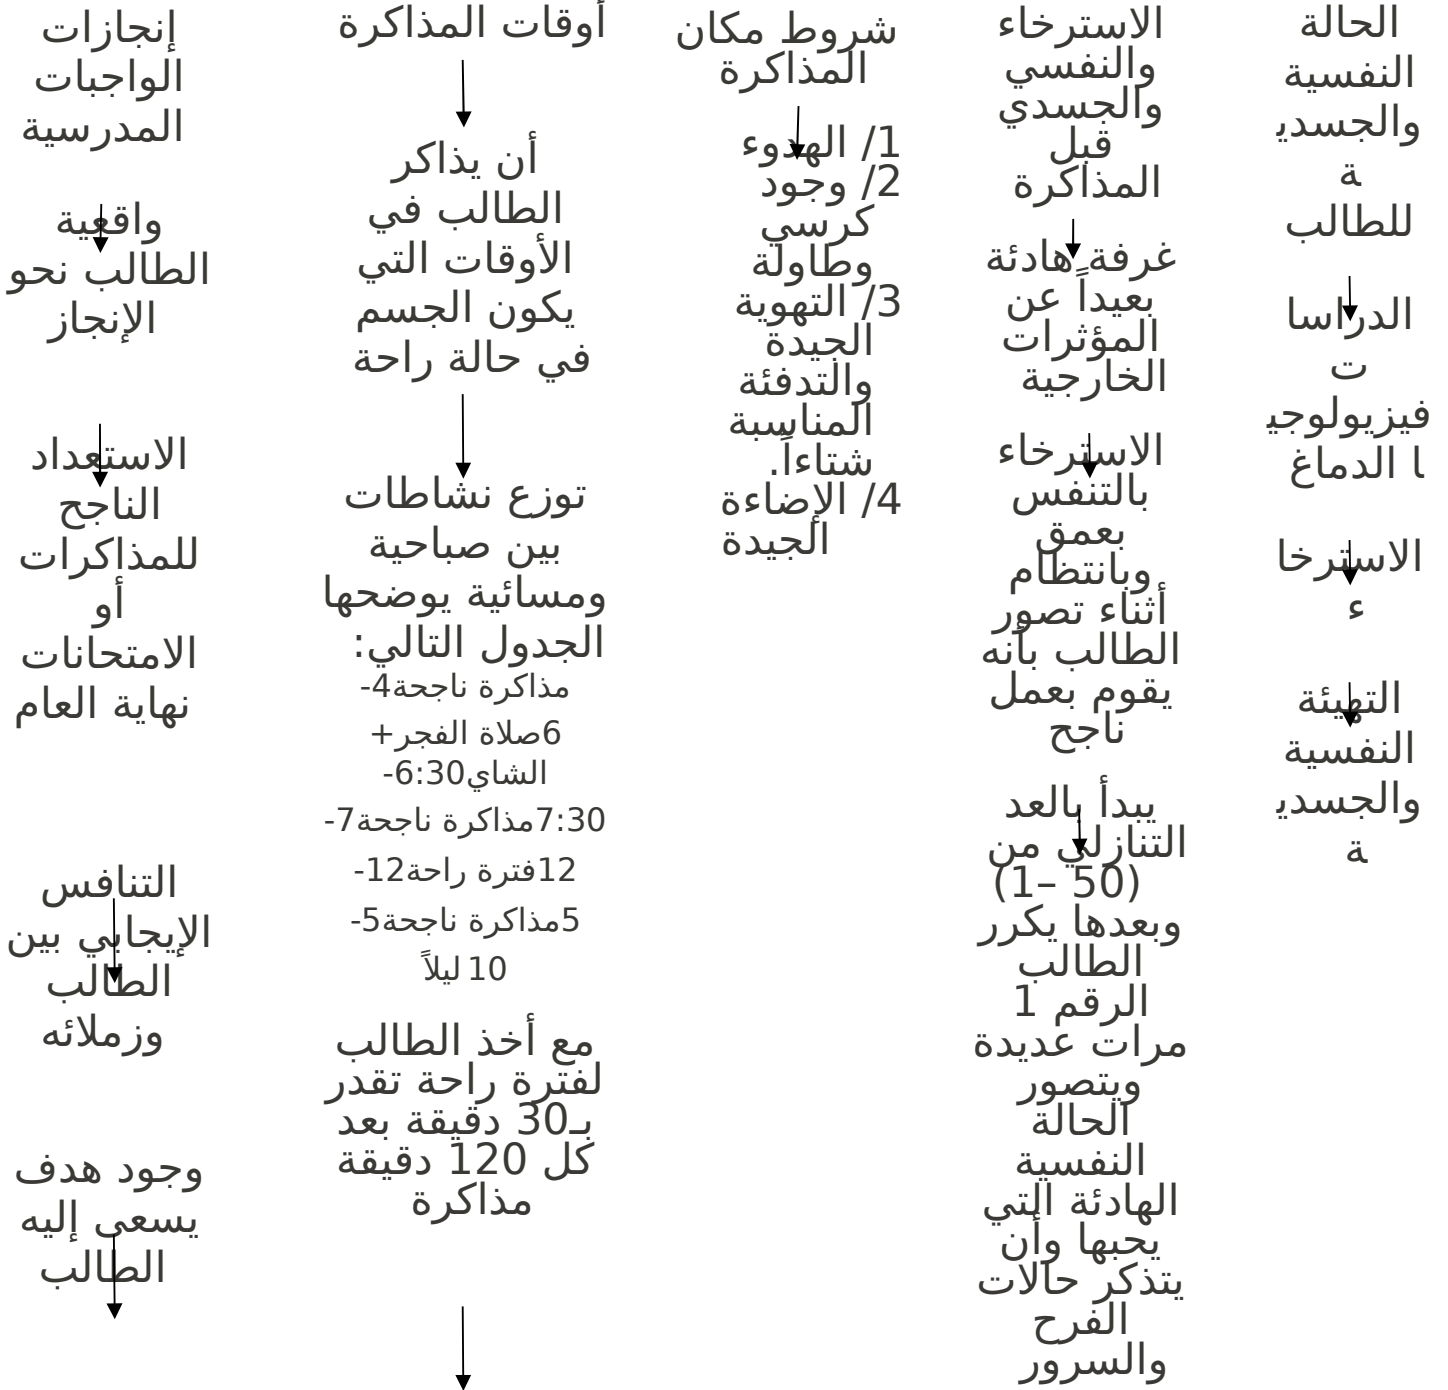 الحالة
النفسية
والجسدي
ة
للطالب
الدراسا
ت
فيزيولوجي
ا الدماغ
الاسترخا
ء
التهيئة
النفسية
والجسدي
ة
الاسترخاء
والنفسي
والجسدي
قبل
المذاكرة
غرفة هادئة
بعيداً عن
المؤثرات
الخارجية
الاسترخاء
بالتنفس
بعمق
وبانتظام
أثناء تصور
الطالب بأنه
يقوم بعمل
ناجح
يبدأ بالعد
التنازلي من
(50 –1)
وبعدها يكرر
الطالب
الرقم 1
مرات عديدة
ويتصور
الحالة
النفسية
الهادئة التي
يحبها وأن
يتذكر حالات
الفرح
والسرور
شروط مكان
المذاكرة
1/ الهدوء
2/ وجود
كرسي
وطاولة
3/ التهوية
الجيدة
والتدفئة
المناسبة
شتاءاً.
4/ الإضاءة
الجيدة
أوقات المذاكرة
أن يذاكر
الطالب في
الأوقات التي
يكون الجسم
في حالة راحة
توزع نشاطات
بين صباحية
ومسائية يوضحها
الجدول التالي:
مذاكرة ناجحة4-
6صلاة الفجر+
الشاي6:30-
7:30مذاكرة ناجحة7-
12فترة راحة12-
5مذاكرة ناجحة5-
10 ليلاً
مع أخذ الطالب
لفترة راحة تقدر
بـ30 دقيقة بعد
كل 120 دقيقة
مذاكرة
إنجازات
الواجبات
المدرسية
واقعية
الطالب نحو
الإنجاز
الاستعداد
الناجح
للمذاكرات
أو
الامتحانات
نهاية العام
التنافس
الإيجابي بين
الطالب
وزملائه
وجود هدف
يسعى إليه
الطالب